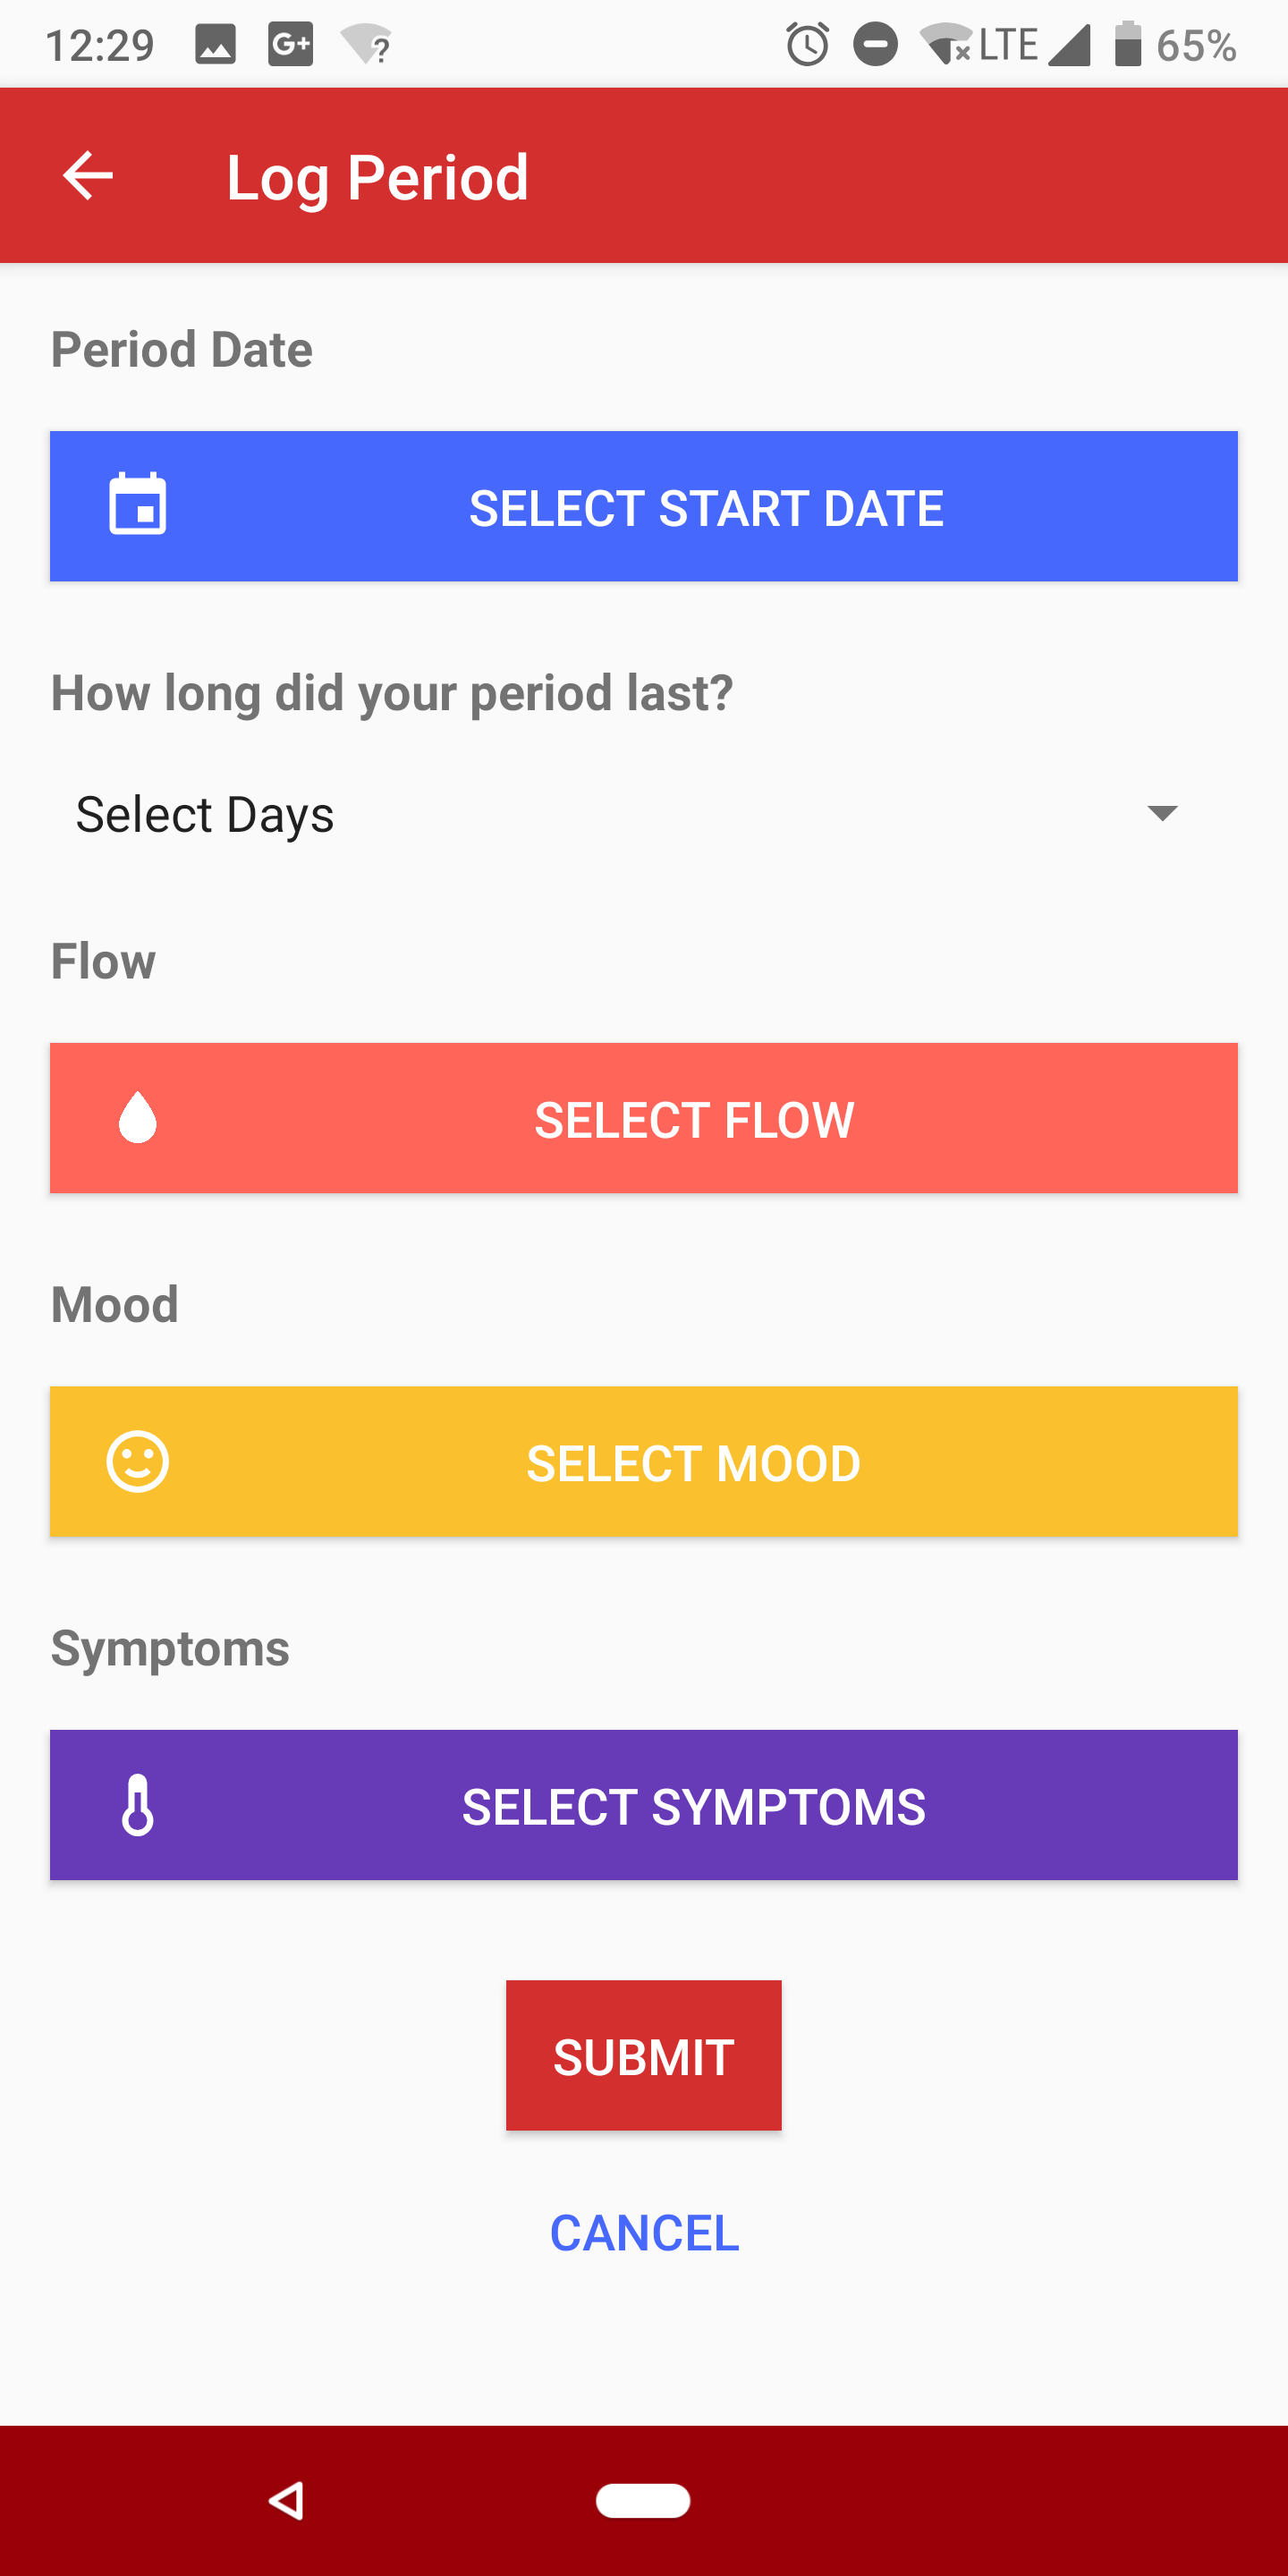 12:29 G+ ? LTE 65%
Log Period
Period Date
SELECT START DATE
How long did your period last?
Select Days
Flow
SELECT FLOW
Mood
SELECT MOOD
Symptoms
SELECT SYMPTOMS
SUBMIT
CANCEL